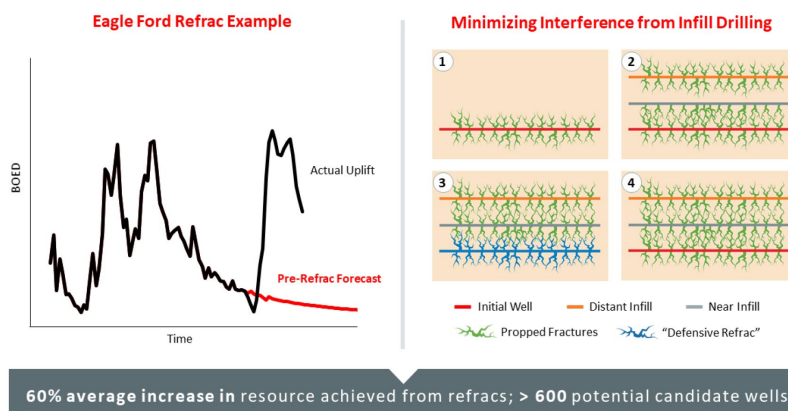 Eagle Ford Refrac Example
BOED
Actual Uplift
Pre-Refrac Forecast
Time
Minimizing Interference from Infill Drilling
1
2
3
4
Initial Well
Distant Infill
Near Infill
Propped Fractures
“Defensive Refrac”
60% average increase in resource achieved from refracs; > 600 potential candidate wells